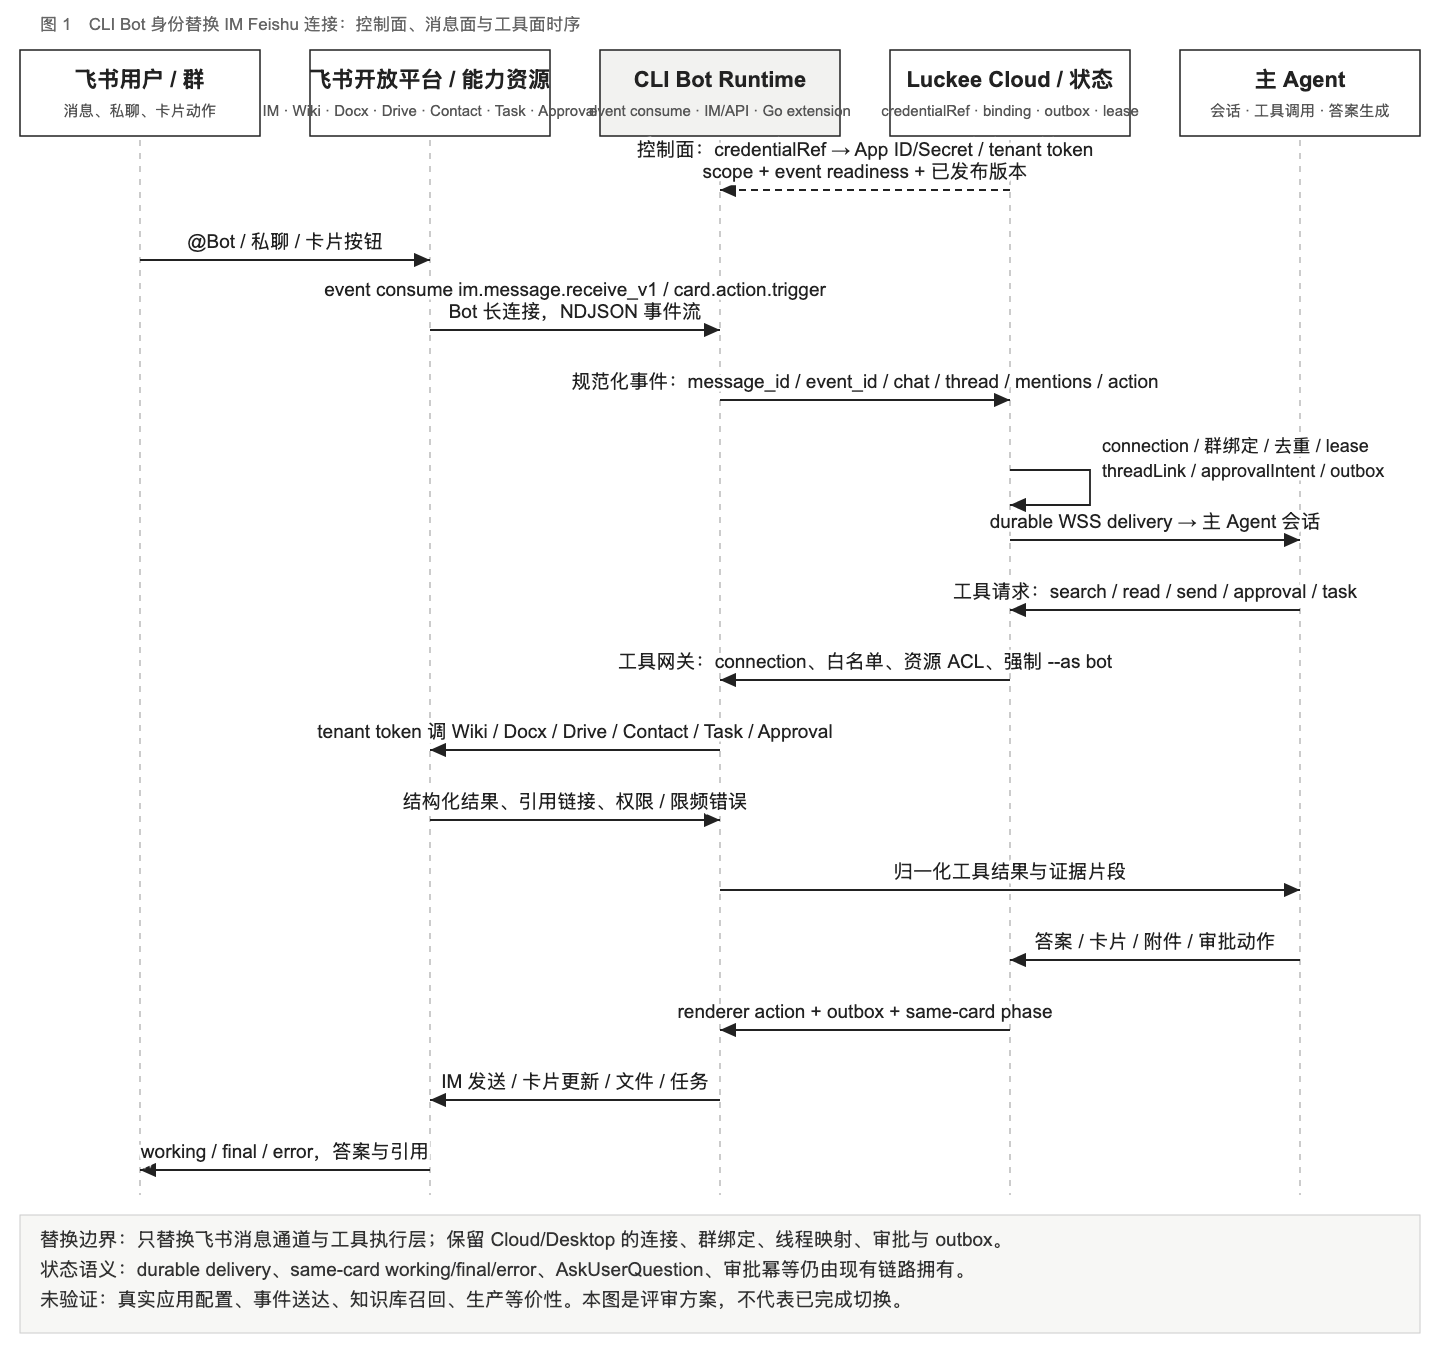 图 1 CLI Bot 身份替换 IM Feishu 连接：控制面、消息面与工具面时序
飞书用户 / 群
消息、私聊、卡片动作
飞书开放平台 / 能力资源
IM · Wiki · Docx · Drive · Contact · Task · Approval
CLI Bot Runtime
event consume · IM/API · Go extension
Luckee Cloud / 状态
credentialRef · binding · outbox · lease
主 Agent
会话 · 工具调用 · 答案生成
控制面：credentialRef → App ID/Secret / tenant token
scope + event readiness + 已发布版本
@Bot / 私聊 / 卡片按钮
event consume im.message.receive_v1 / card.action.trigger
Bot 长连接，NDJSON 事件流
规范化事件：message_id / event_id / chat / thread / mentions / action
connection / 群绑定 / 去重 / lease
threadLink / approvalIntent / outbox
durable WSS delivery → 主 Agent 会话
工具请求：search / read / send / approval / task
工具网关：connection、白名单、资源 ACL、强制 --as bot
tenant token 调 Wiki / Docx / Drive / Contact / Task / Approval
结构化结果、引用链接、权限 / 限频错误
归一化工具结果与证据片段
答案 / 卡片 / 附件 / 审批动作
renderer action + outbox + same-card phase
IM 发送 / 卡片更新 / 文件 / 任务
working / final / error，答案与引用
替换边界：只替换飞书消息通道与工具执行层；保留 Cloud/Desktop 的连接、群绑定、线程映射、审批与 outbox。
状态语义：durable delivery、same-card working/final/error、AskUserQuestion、审批幂等仍由现有链路拥有。
未验证：真实应用配置、事件送达、知识库召回、生产等价性。本图是评审方案，不代表已完成切换。